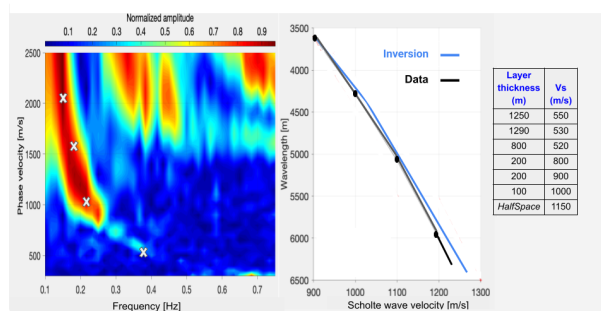 Normalized amplitude
0.1 0.2 0.3 0.4 0.5 0.6 0.7 0.8 0.9
2500
2000
1500
1000
500
Phase velocity [m/s]
0.1 0.2 0.3 0.4 0.5 0.6 0.7
Frequency [Hz]
3500
4000
4500
5000
5500
6000
6500
Wavelength [m]
Inversion
Data
900 1000 1100 1200 1300
Scholte wave velocity [m/s]
Layer thickness (m) Vs (m/s)
1250 550
1290 530
800 520
200 800
200 900
100 1000
HalfSpace 1150